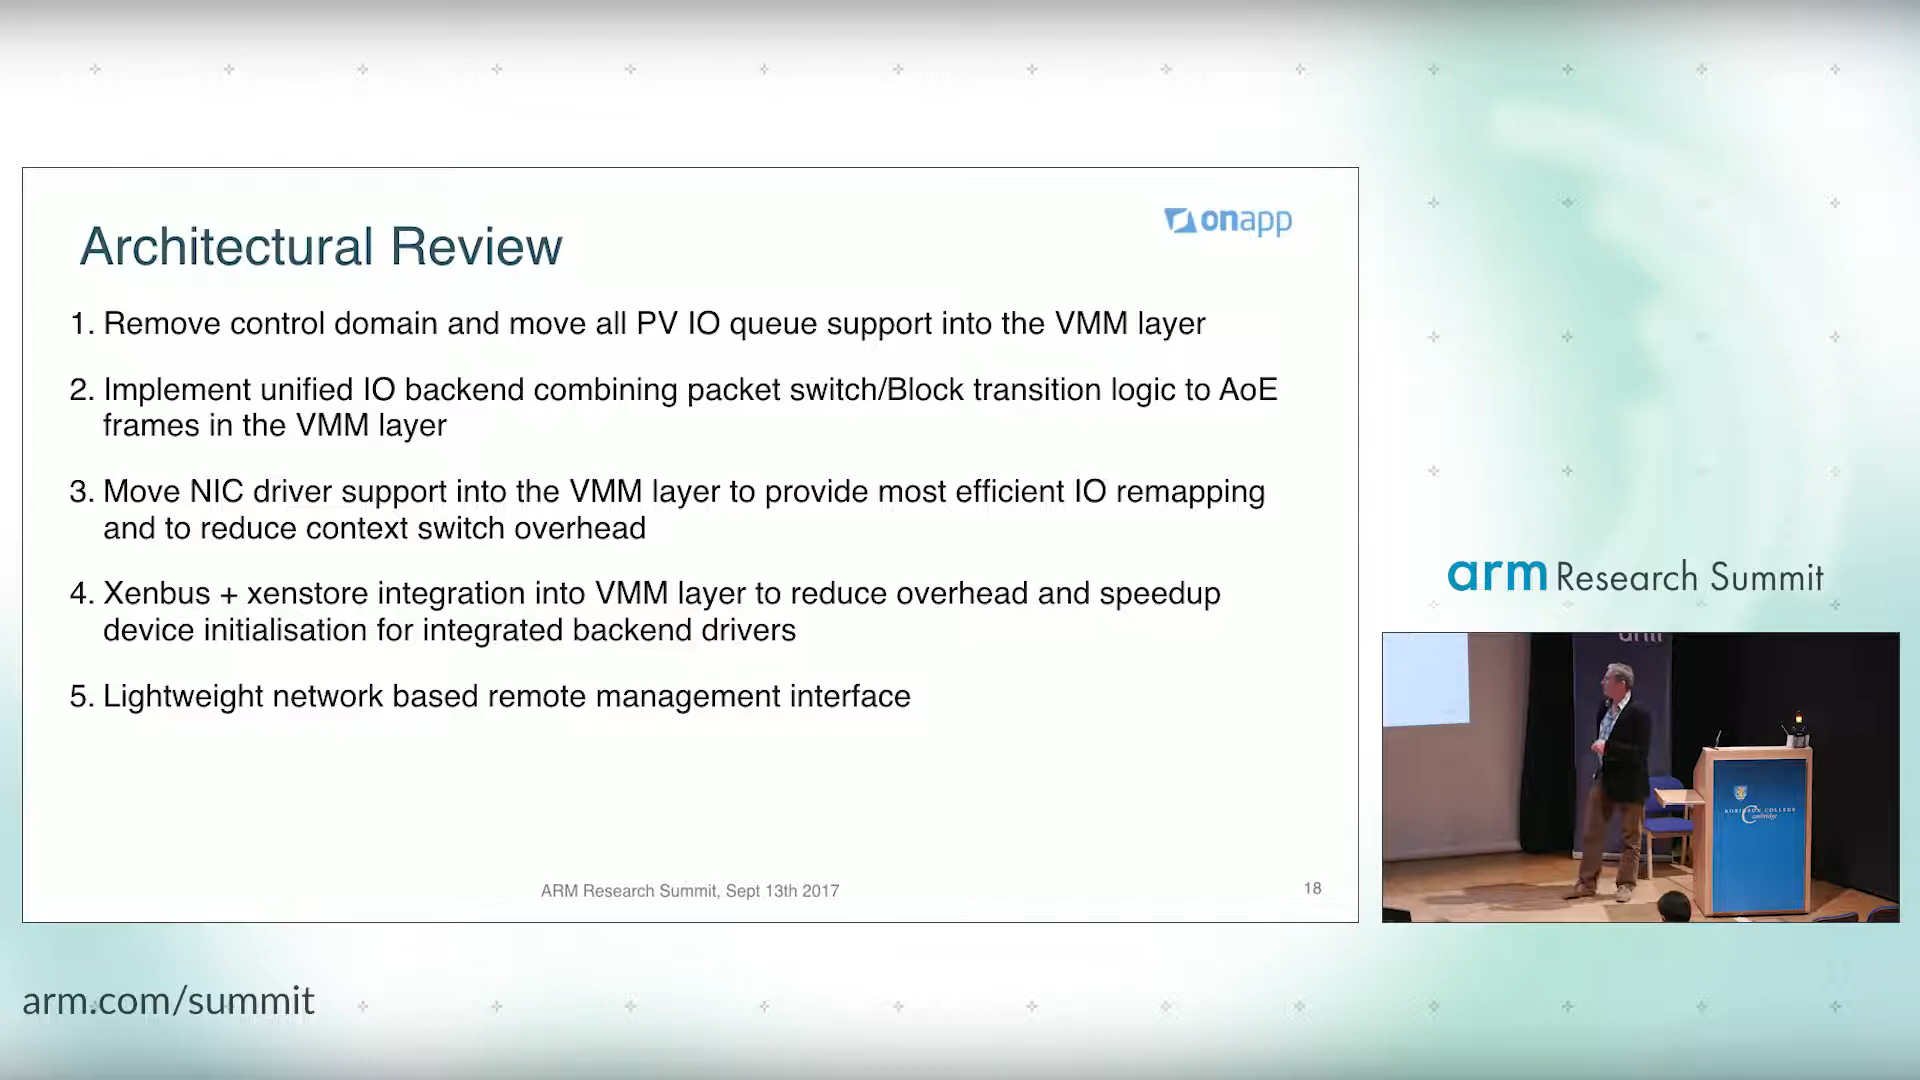 onapp
Architectural Review
1. Remove control domain and move all PV IO queue support into the VMM layer
2. Implement unified IO backend combining packet switch/Block transition logic to AoE
frames in the VMM layer
3. Move NIC driver support into the VMM layer to provide most efficient IO remapping
and to reduce context switch overhead
4. Xenbus + xenstore integration into VMM layer to reduce overhead and speedup
device initialisation for integrated backend drivers
5. Lightweight network based remote management interface
ARM Research Summit, Sept 13th 2017
18
arm Research Summit
arm
ROBINSON COLLEGE
Cambridge
arm.com/summit